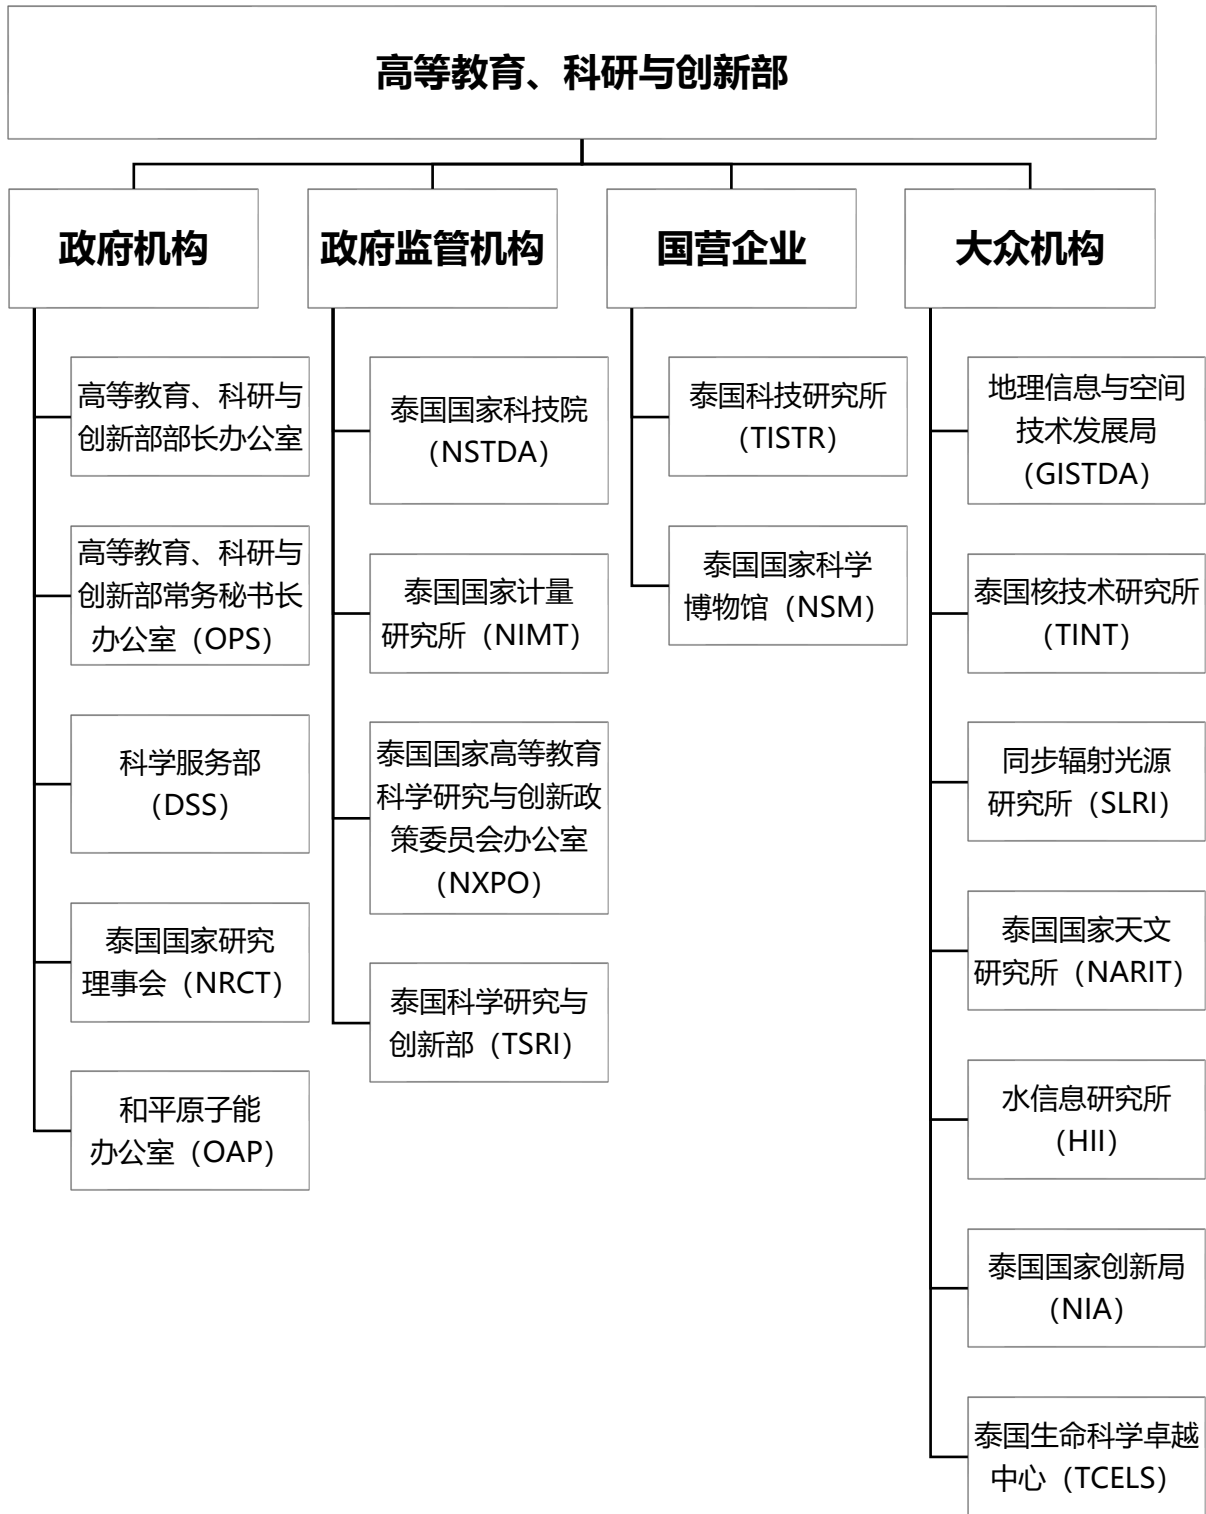 高等教育、科研与创新部
政府机构
高等教育、科研与
创新部部长办公室
高等教育、科研与
创新部常务秘书长
办公室（OPS）
科学服务部
（DSS）
泰国国家研究
理事会（NRCT）
和平原子能
办公室（OAP）
政府监管机构
泰国国家科技院
（NSTDA）
泰国国家计量
研究所（NIMT）
泰国国家高等教育
科学研究与创新政
策委员会办公室
（NXPO）
泰国科学研究与
创新部（TSRI）
国营企业
泰国科技研究所
（TISTR）
泰国国家科学
博物馆（NSM）
大众机构
地理信息与空间
技术发展局
（GISTDA）
泰国核技术研究所
（TINT）
同步辐射光源
研究所（SLRI）
泰国国家天文
研究所（NARIT）
水信息研究所
（HII）
泰国国家创新局
（NIA）
泰国生命科学卓越
中心（TCELS）